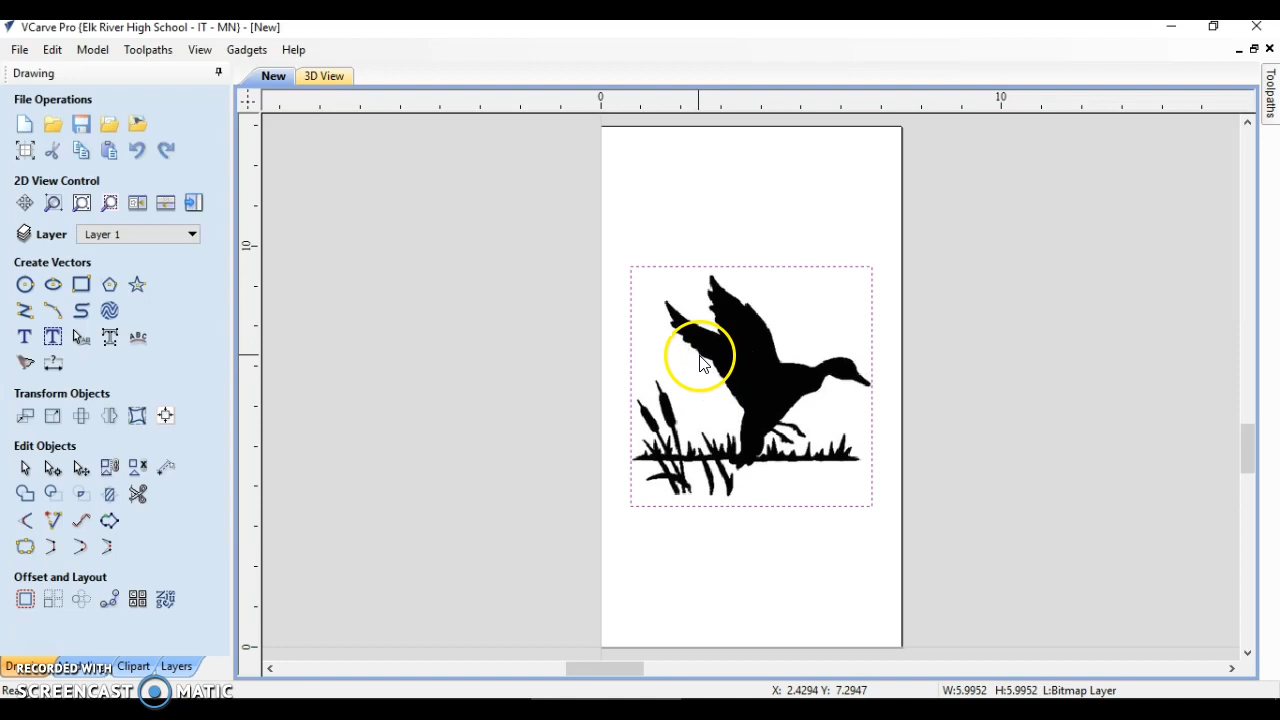 VCarve Pro {Elk River High School - IT - MN} - [New]
File Edit Model Toolpaths View Gadgets Help
Drawing
New 3D View
Toolpaths
File Operations
0 10
2D View Control
Layer Layer 1
10
Create Vectors
ABC
Transform Objects
Edit Objects
Offset and Layout
0
Clipart Layers
RECORDED WITH
SCREENCAST MATIC
X: 2.4294 Y: 7.2947
W:5.9952 H:5.9952 L:Bitmap Layer